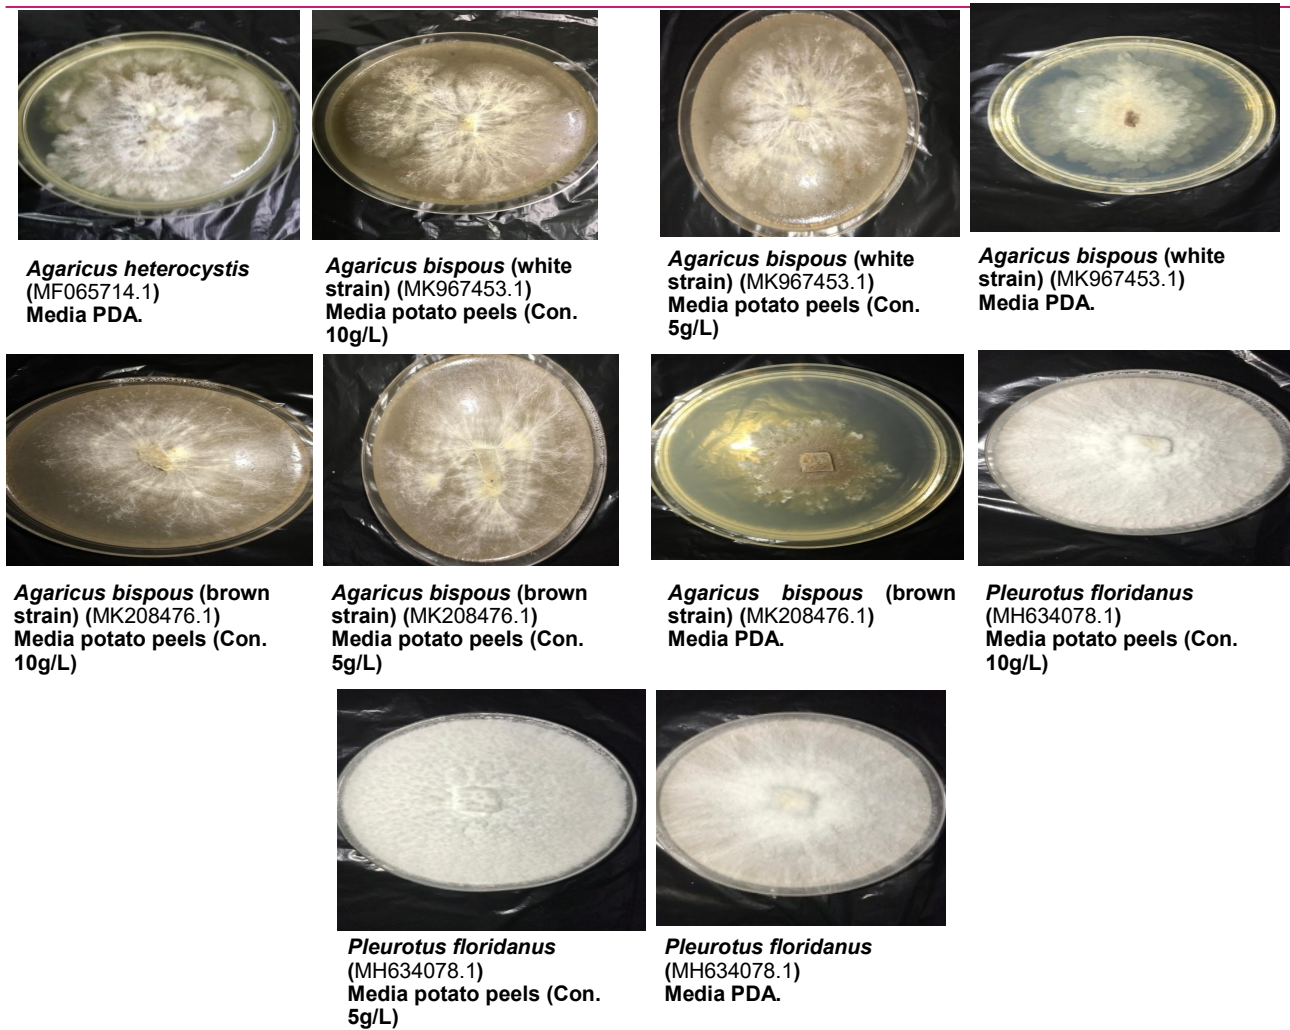 Agaricus heterocystis
(MF065714.1)
Media PDA.
Agaricus bispous (white
strain) (MK967453.1)
Media potato peels (Con.
10g/L)
Agaricus bispous (white
strain) (MK967453.1)
Media potato peels (Con.
5g/L)
Agaricus bispous (white
strain) (MK967453.1)
Media PDA.
Agaricus bispous (brown
strain) (MK208476.1)
Media potato peels (Con.
10g/L)
Agaricus bispous (brown
strain) (MK208476.1)
Media potato peels (Con.
5g/L)
Agaricus bispous (brown
strain) (MK208476.1)
Media PDA.
Pleurotus floridanus
(MH634078.1)
Media potato peels (Con.
10g/L)
Pleurotus floridanus
(MH634078.1)
Media potato peels (Con.
5g/L)
Pleurotus floridanus
(MH634078.1)
Media PDA.